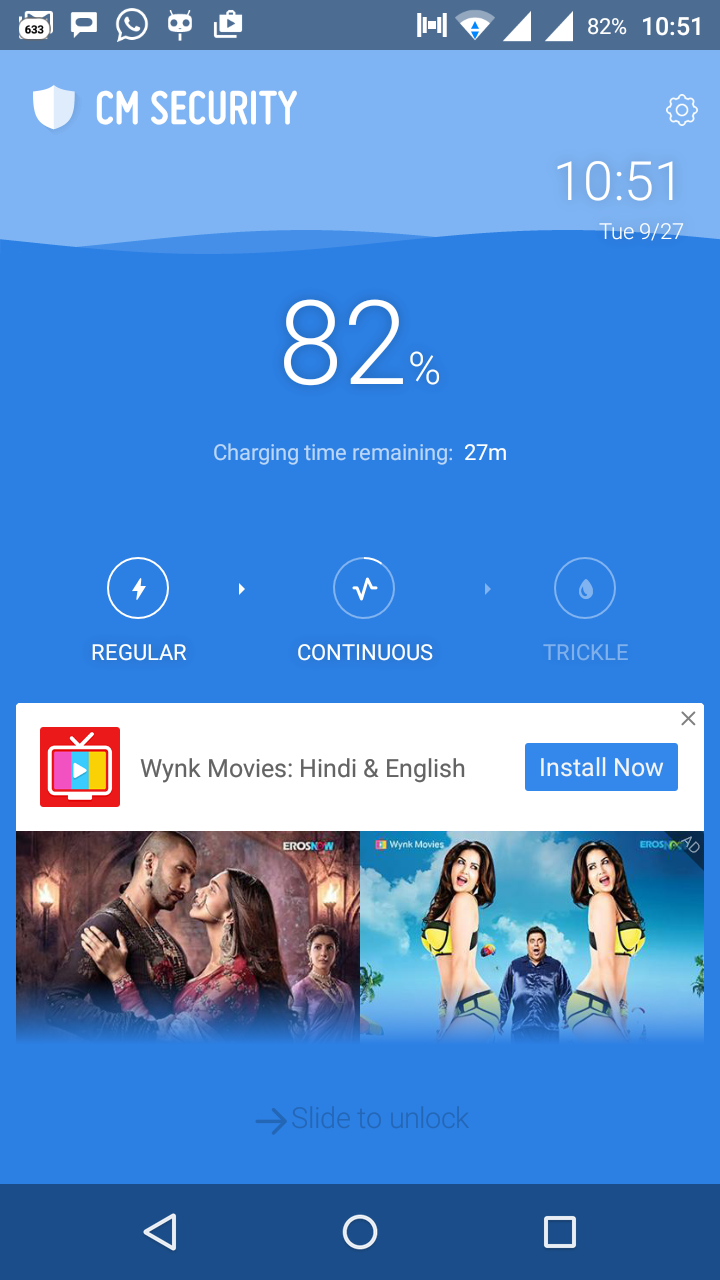 633
82% 10:51
CM SECURITY
10:51
Tue 9/27
82%
Charging time remaining: 27m
REGULAR
CONTINUOUS
TRICKLE
Wynk Movies: Hindi & English
Install Now
EROSNOW
Wynk Movies
EROSNOW
AD
Slide to unlock